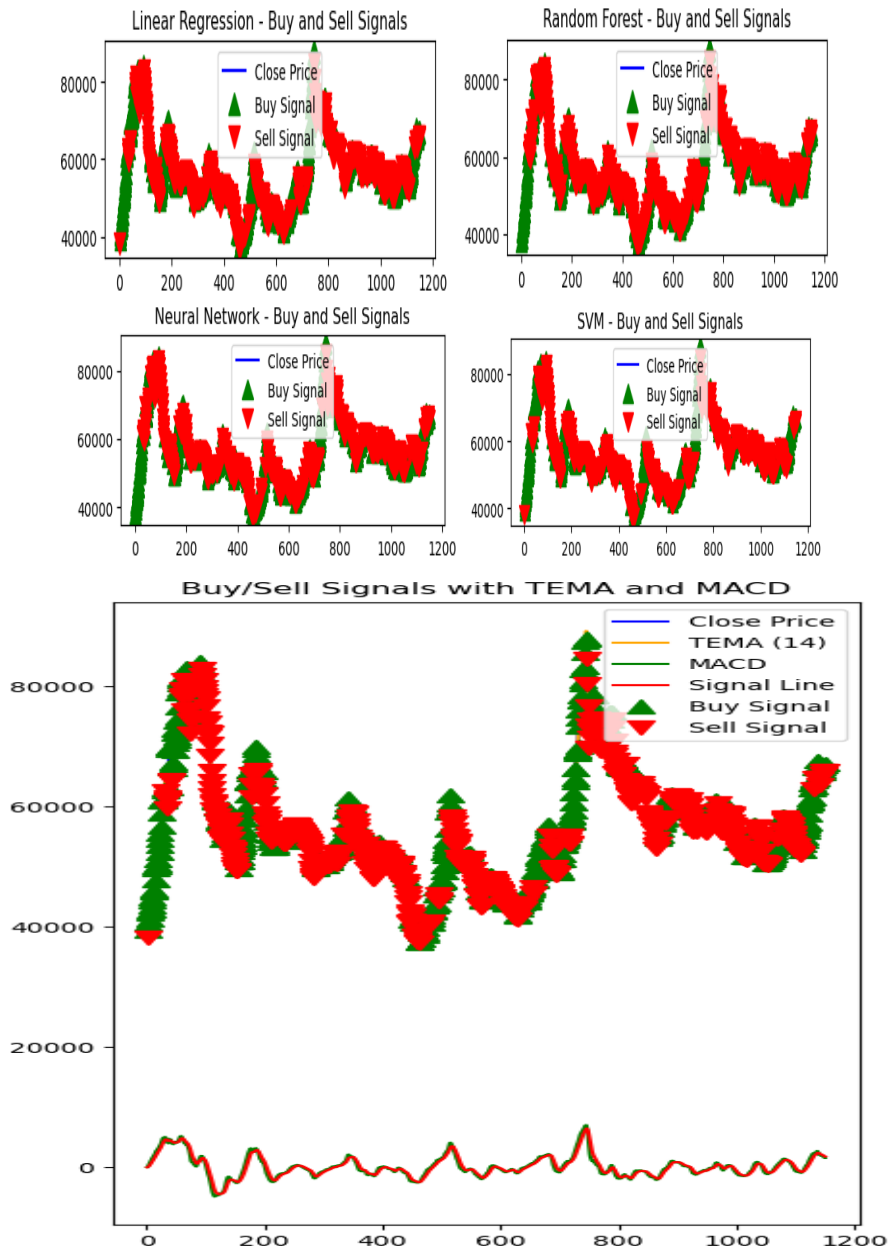 Linear Regression - Buy and Sell Signals
80000
60000
40000
0 200 400 600 800 1000 1200
Close Price
Buy Signal
Sell Signal
Random Forest - Buy and Sell Signals
80000
60000
40000
0 200 400 600 800 1000 1200
Close Price
Buy Signal
Sell Signal
Neural Network - Buy and Sell Signals
80000
60000
40000
0 200 400 600 800 1000 1200
Close Price
Buy Signal
Sell Signal
SVM - Buy and Sell Signals
80000
60000
40000
0 200 400 600 800 1000 1200
Close Price
Buy Signal
Sell Signal
Buy/Sell Signals with TEMA and MACD
Close Price
TEMA (14)
MACD
Signal Line
Buy Signal
Sell Signal
80000
60000
40000
20000
0
0 200 400 600 800 1000 1200